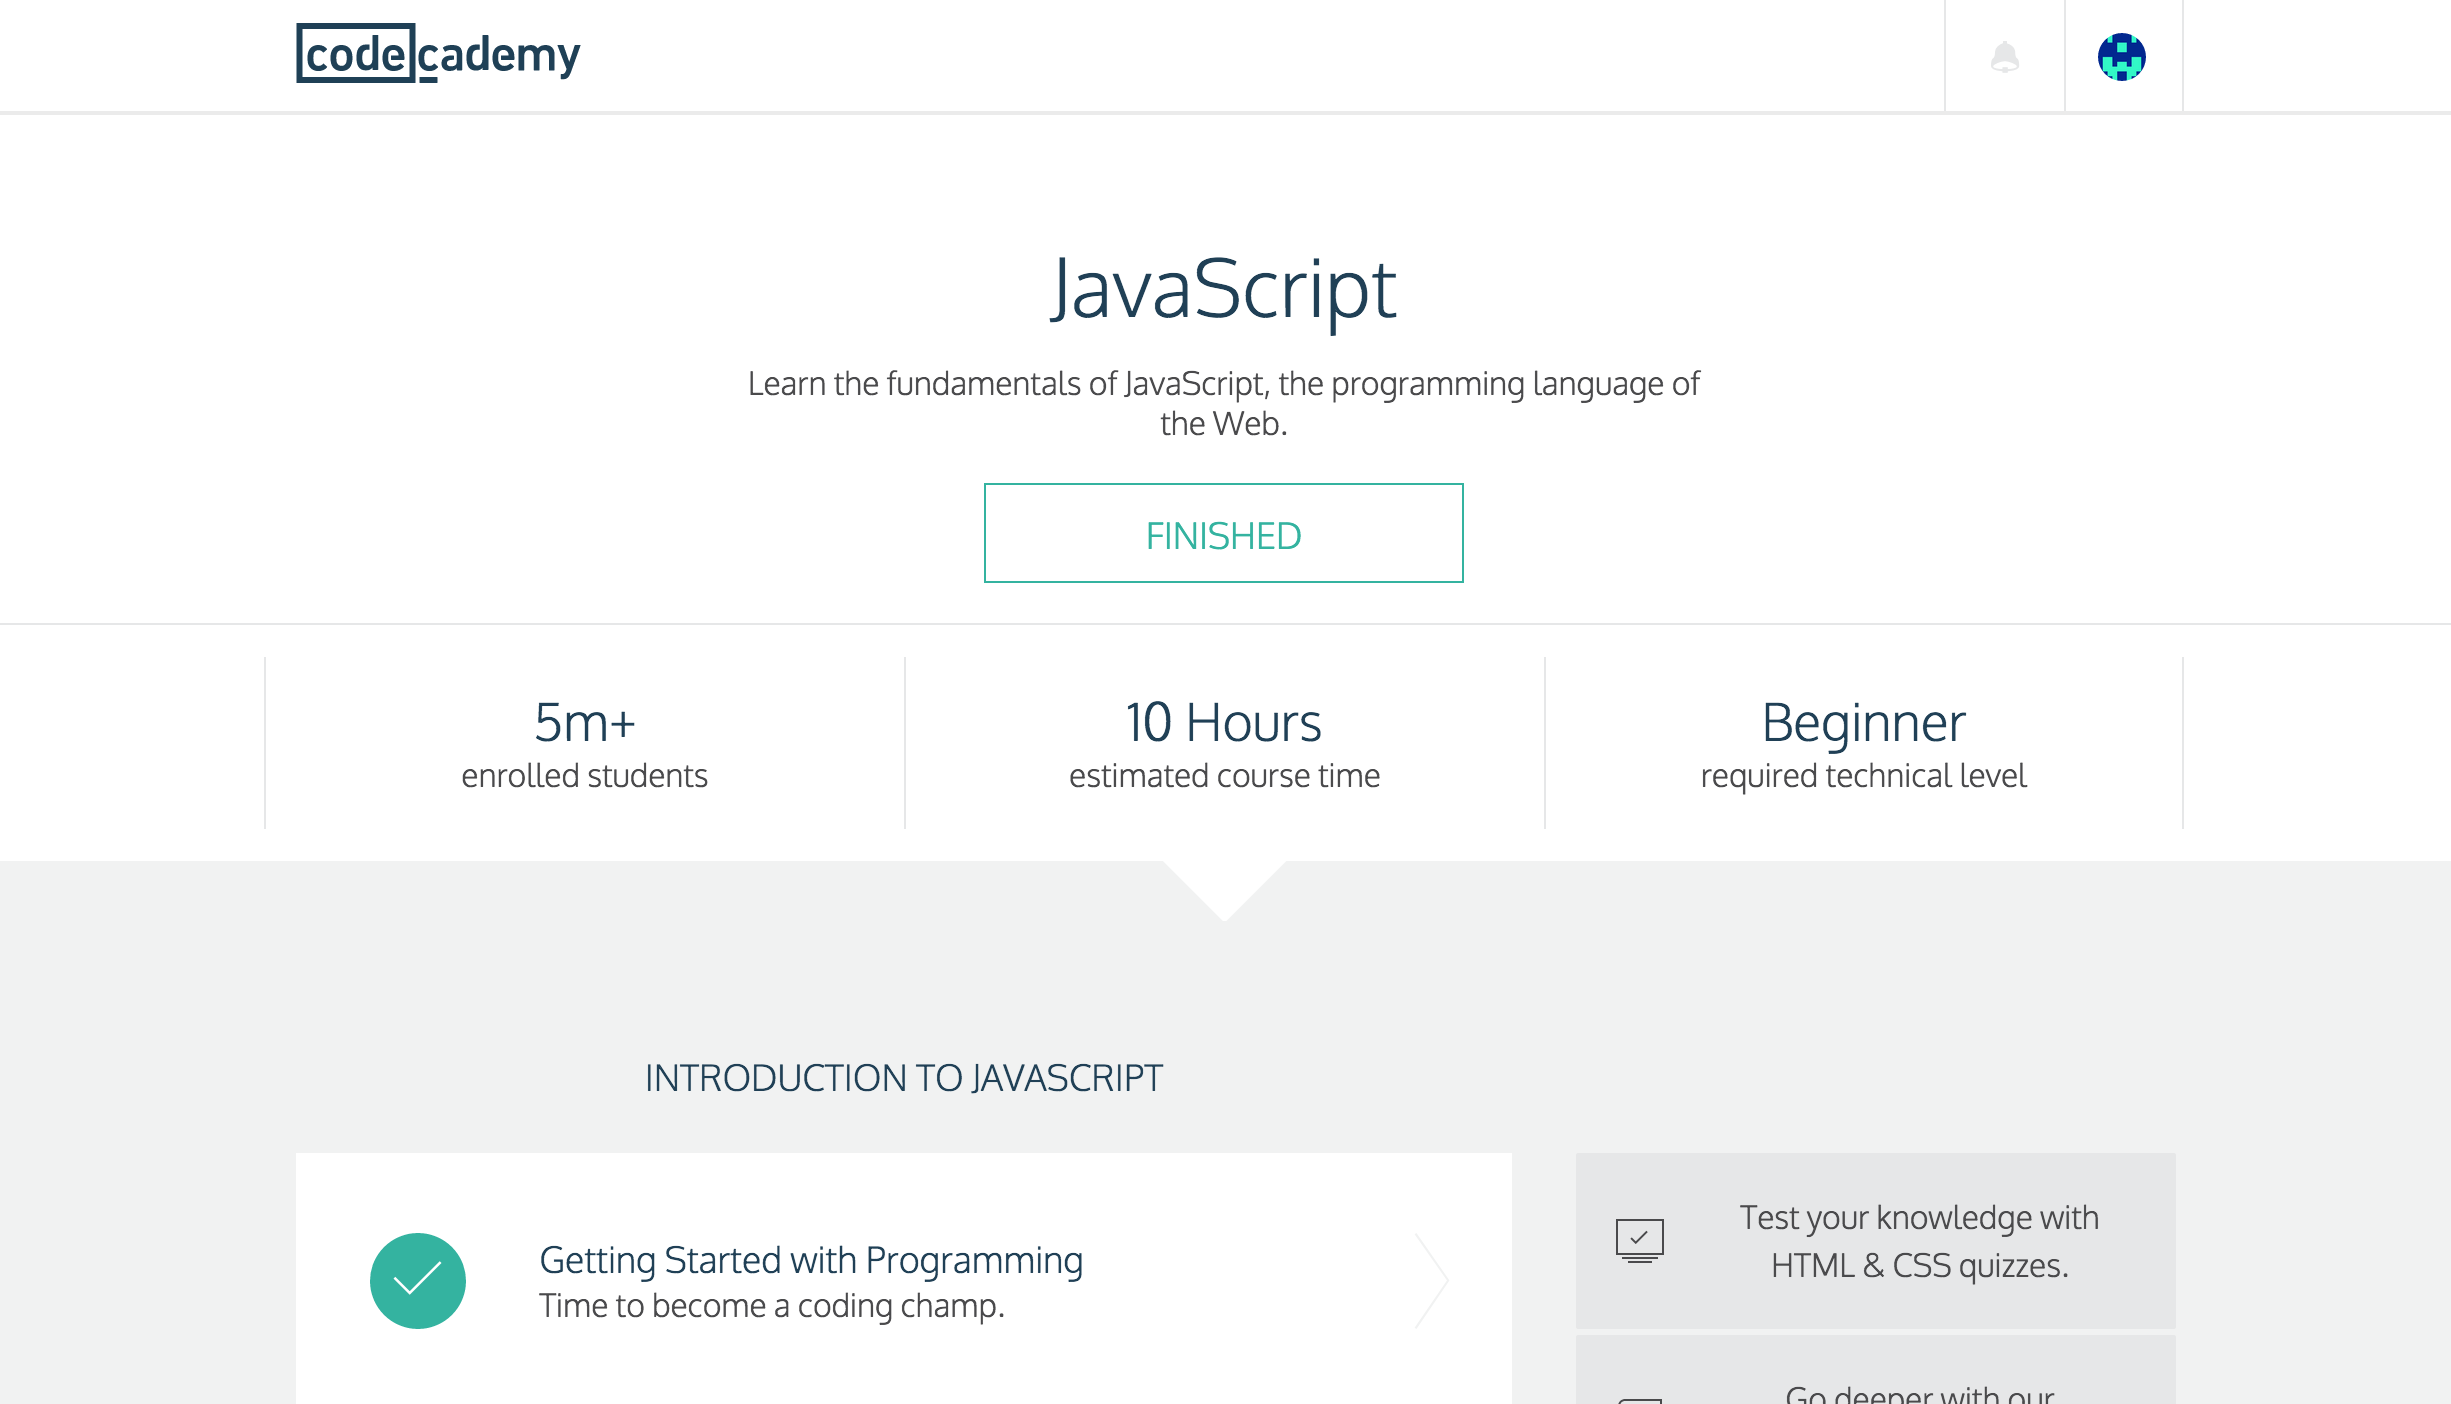 codecademy
JavaScript
Learn the fundamentals of JavaScript, the programming language of
the Web.
FINISHED
5m+
enrolled students
10 Hours
estimated course time
Beginner
required technical level
INTRODUCTION TO JAVASCRIPT
Getting Started with Programming
Time to become a coding champ.
Test your knowledge with
HTML & CSS quizzes.
Go deeper with our